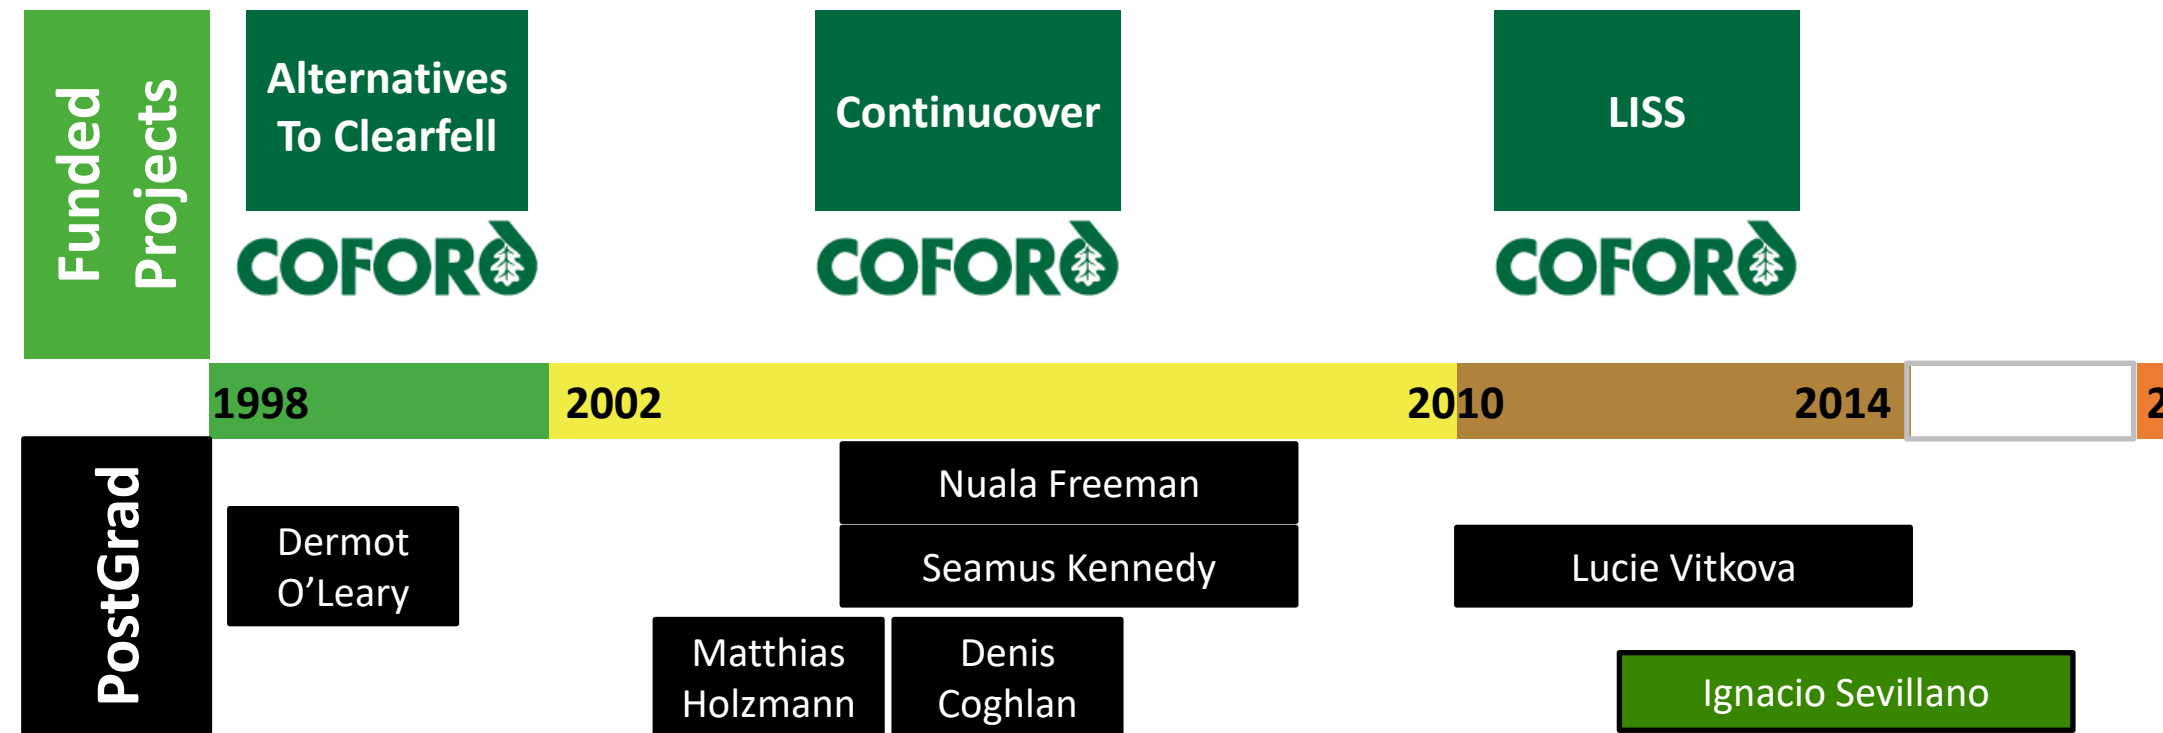 Funded
Projects
Alternatives
To Clearfell
COFORD
Continucover
COFORD
LISS
COFORD
1998
2002
2010
2014
2
PostGrad
Dermot
O’Leary
Nuala Freeman
Seamus Kennedy
Matthias
Holzmann
Denis
Coghlan
Lucie Vitkova
Ignacio Sevillano